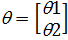 θ = [θ1
θ2]